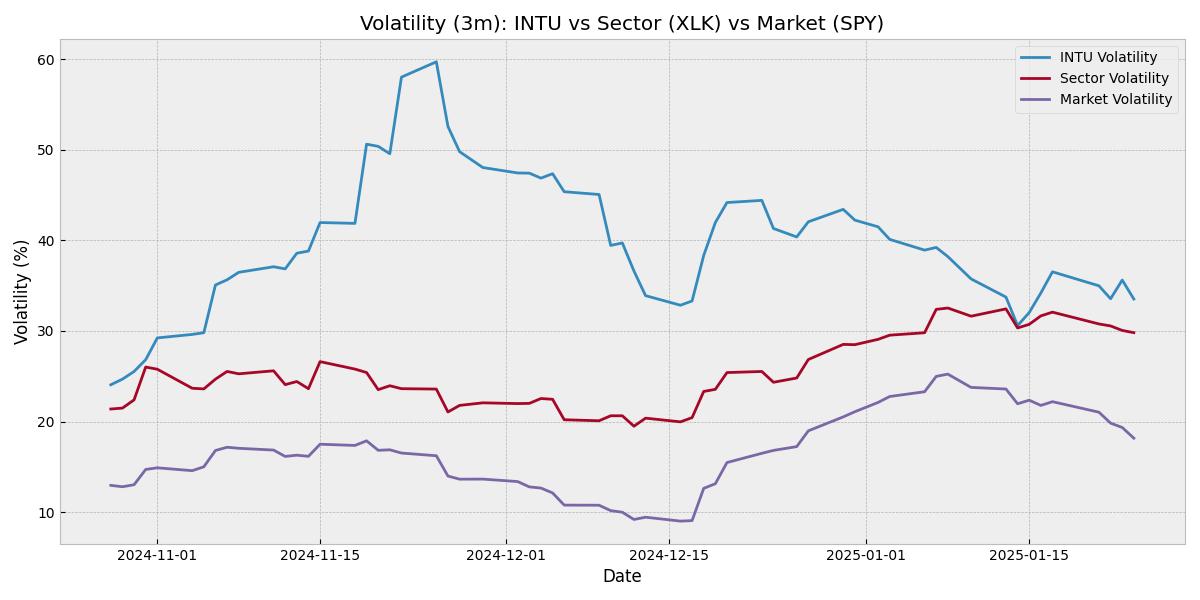 Volatility (3m): INTU vs Sector (XLK) vs Market (SPY)
INTU Volatility
Sector Volatility
Market Volatility
Volatility (%)
60
50
40
30
20
10
2024-11-01
2024-11-15
2024-12-01
2024-12-15
2025-01-01
2025-01-15
Date